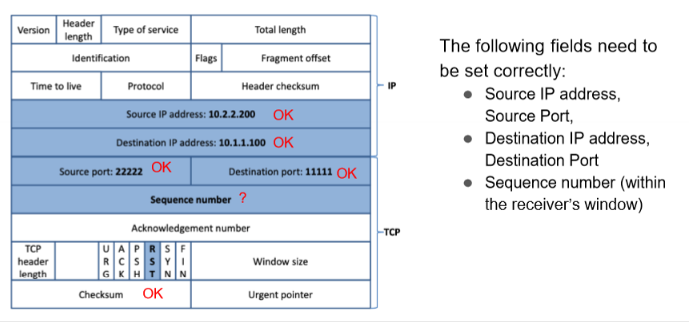 Version Header length Type of service Total length
Identification Flags Fragment offset
Time to live Protocol Header checksum
IP
Source IP address: 10.2.2.200 OK
Destination IP address: 10.1.1.100 OK
Source port: 22222 OK Destination port: 11111 OK
Sequence number ?
Acknowledgement number
TCP
TCP header length
U A P R S F
R C S S Y I
G K H T N N
Window size
Checksum OK Urgent pointer
The following fields need to
be set correctly:
● Source IP address,
Source Port,
● Destination IP address,
Destination Port
● Sequence number (within
the receiver's window)